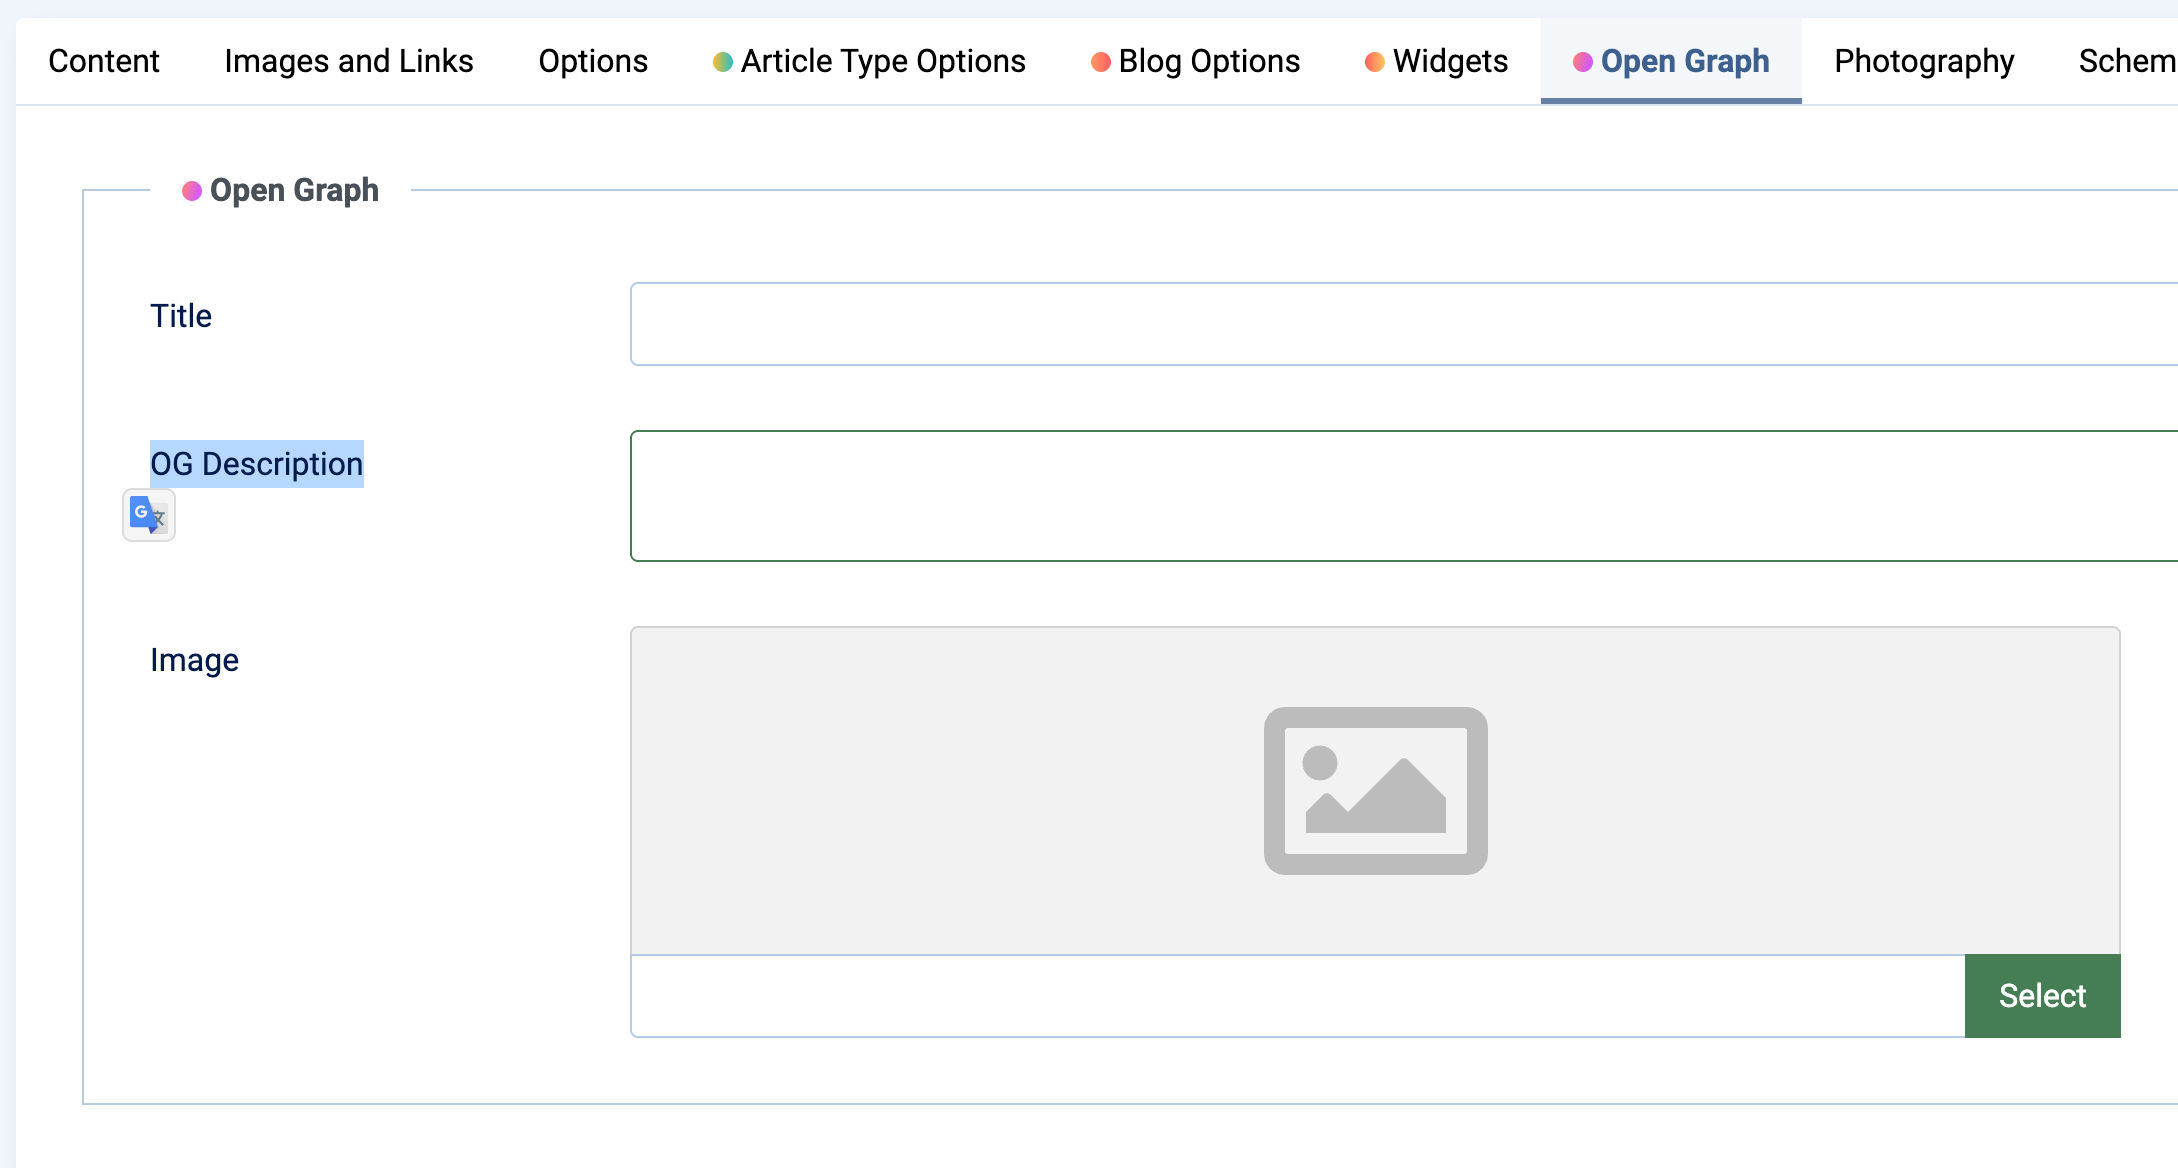 Content Images and Links Options Article Type Options Blog Options Widgets Open Graph Photography Schem
Open Graph
Title
OG Description
G 文
Image
Select